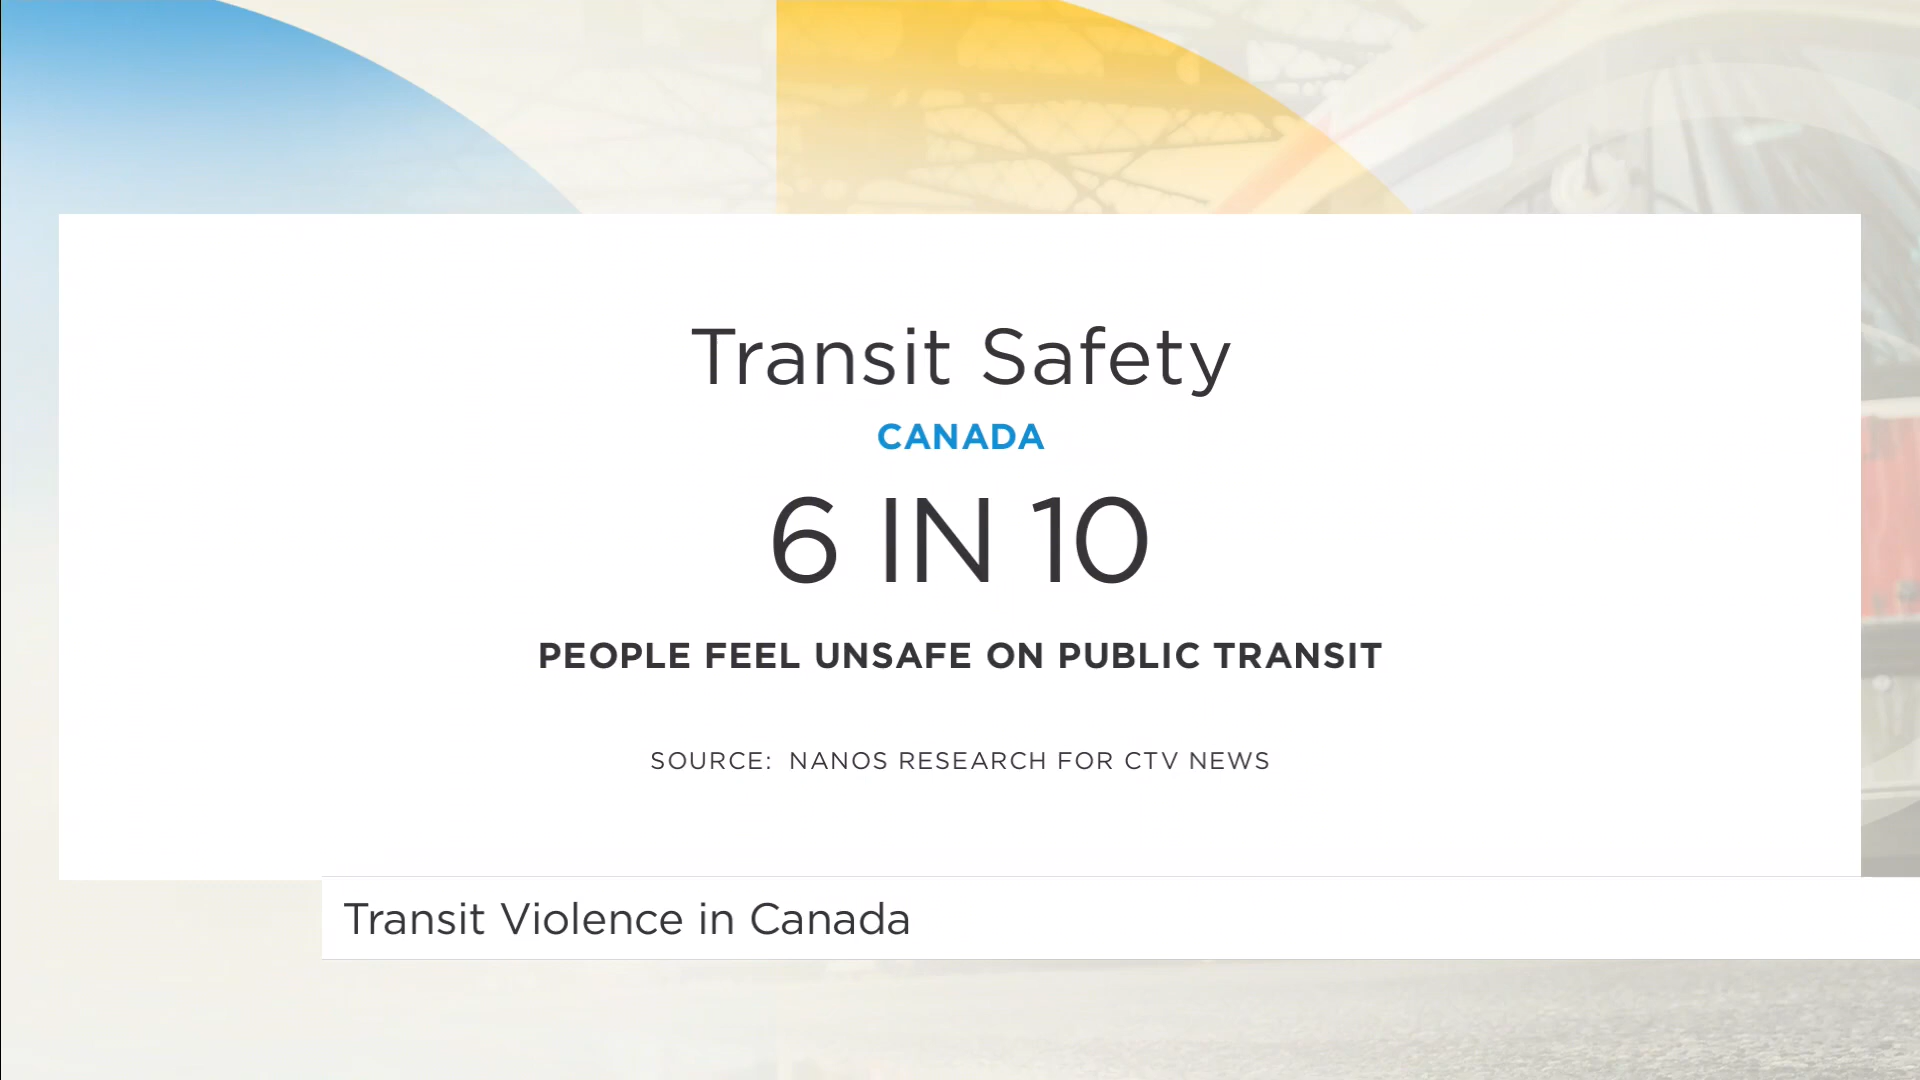 Transit Safety
CANADA
6 IN 10
PEOPLE FEEL UNSAFE ON PUBLIC TRANSIT
SOURCE: NANOS RESEARCH FOR CTV NEWS
Transit Violence in Canada